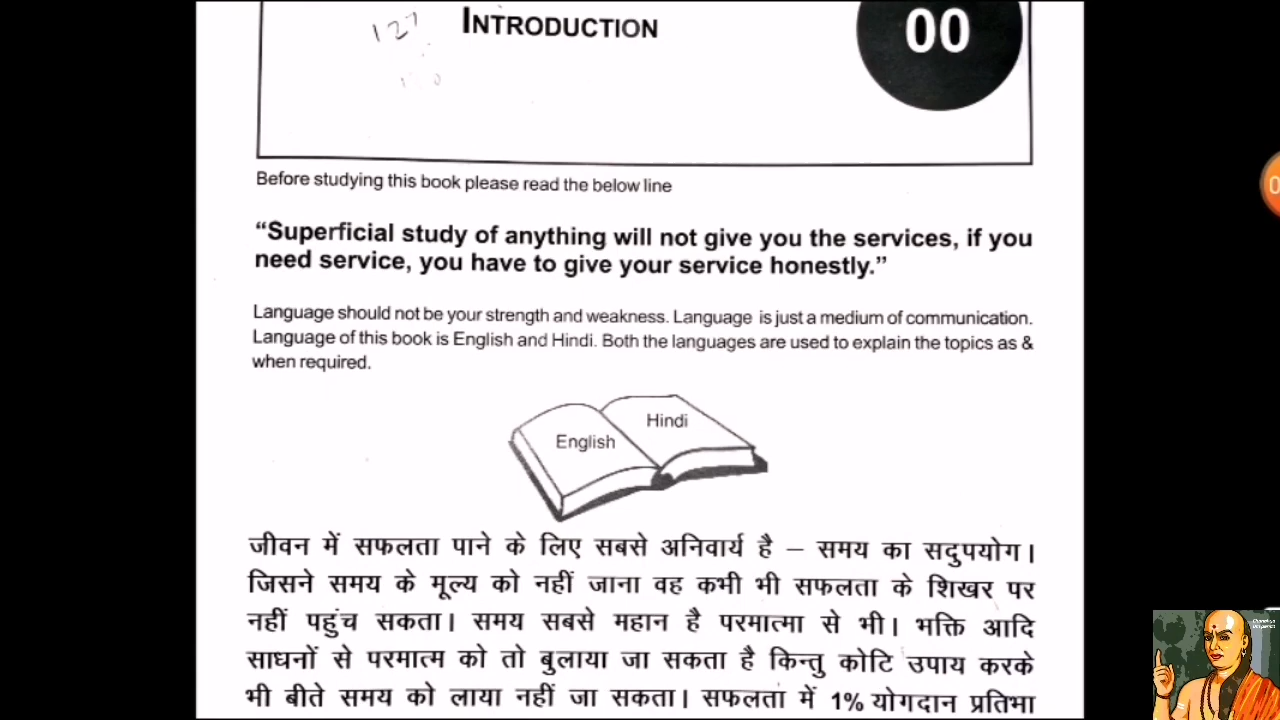 127
INTRODUCTION
00
Before studying this book please read the below line
“Superficial study of anything will not give you the services, if you
need service, you have to give your service honestly.”
Language should not be your strength and weakness. Language is just a medium of communication.
Language of this book is English and Hindi. Both the languages are used to explain the topics as &
when required.
Hindi
English
जीवन में सफलता पाने के लिए सबसे अनिवार्य है – समय का सदुपयोग।
जिसने समय के मूल्य को नहीं जाना वह कभी भी सफलता के शिखर पर
नहीं पहुंच सकता। समय सबसे महान है परमात्मा से भी। भक्ति आदि
साधनों से परमात्म को तो बुलाया जा सकता है किन्तु कोटि उपाय करके
भी बीते समय को लाया नहीं जा सकता। सफलता में 1% योगदान प्रतिभा